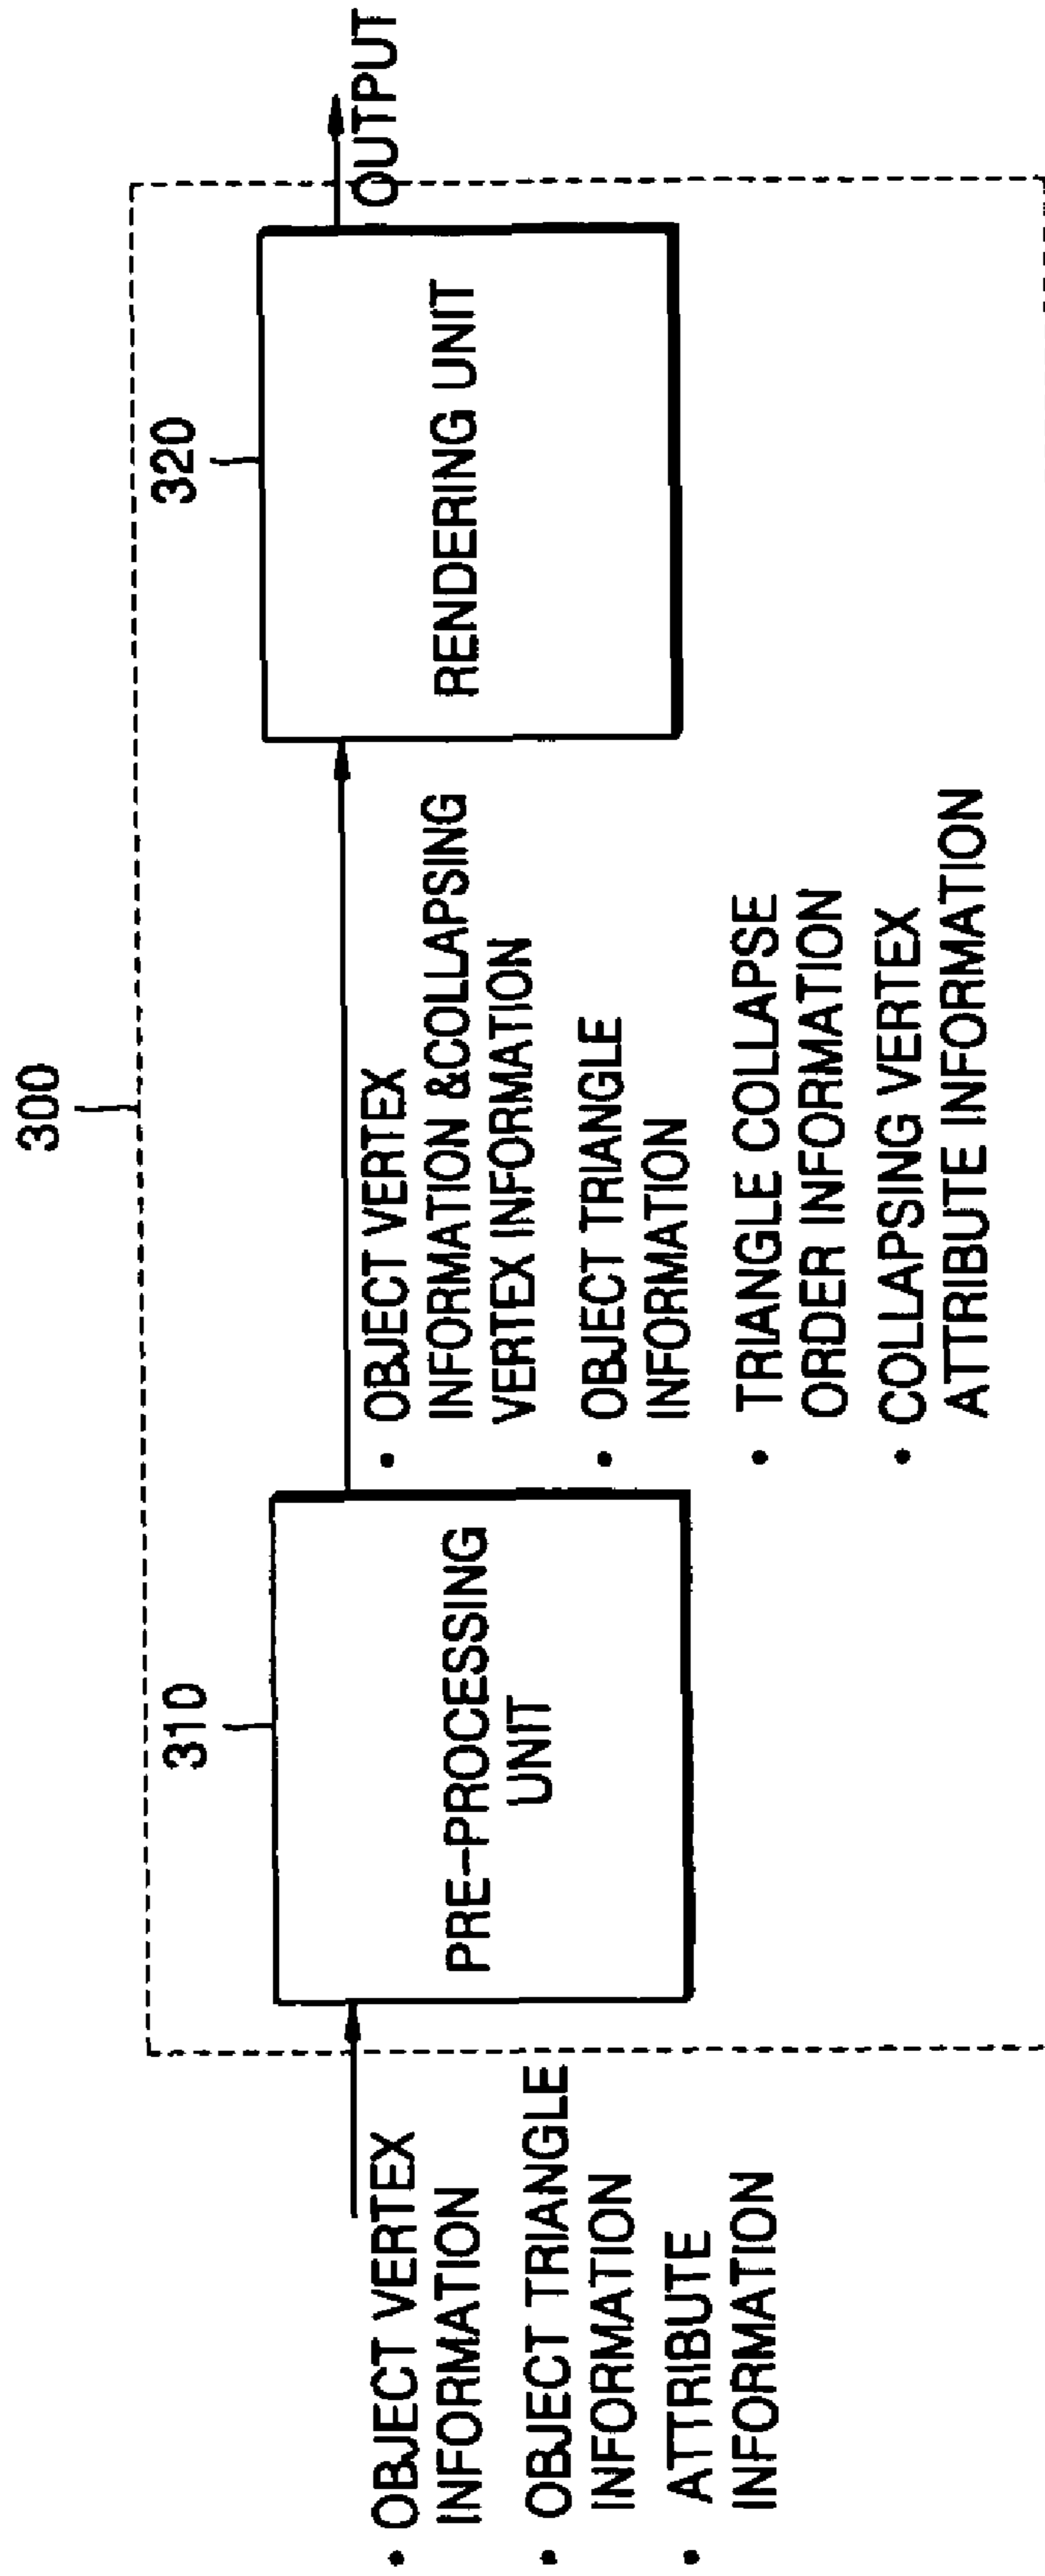 300
310
320
• OBJECT VERTEX
INFORMATION
• OBJECT TRIANGLE
INFORMATION
• ATTRIBUTE
INFORMATION
PRE-PROCESSING
UNIT
• OBJECT VERTEX
INFORMATION &COLLAPSING
VERTEX INFORMATION
• OBJECT TRIANGLE
INFORMATION
• TRIANGLE COLLAPSE
ORDER INFORMATION
• COLLAPSING VERTEX
ATTRIBUTE INFORMATION
RENDERING UNIT
OUTPUT